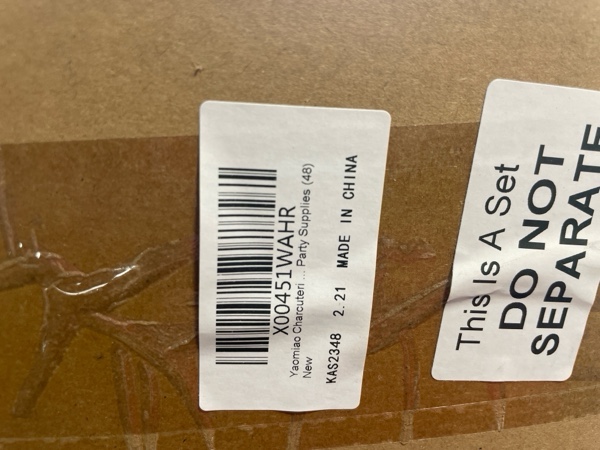 X00451WAHR
Yaomiao Charcuteri ... Party Supplies (48)
New
KAS2348 2.21 MADE IN CHINA
This Is A Set
DO NOT
SEPARATE